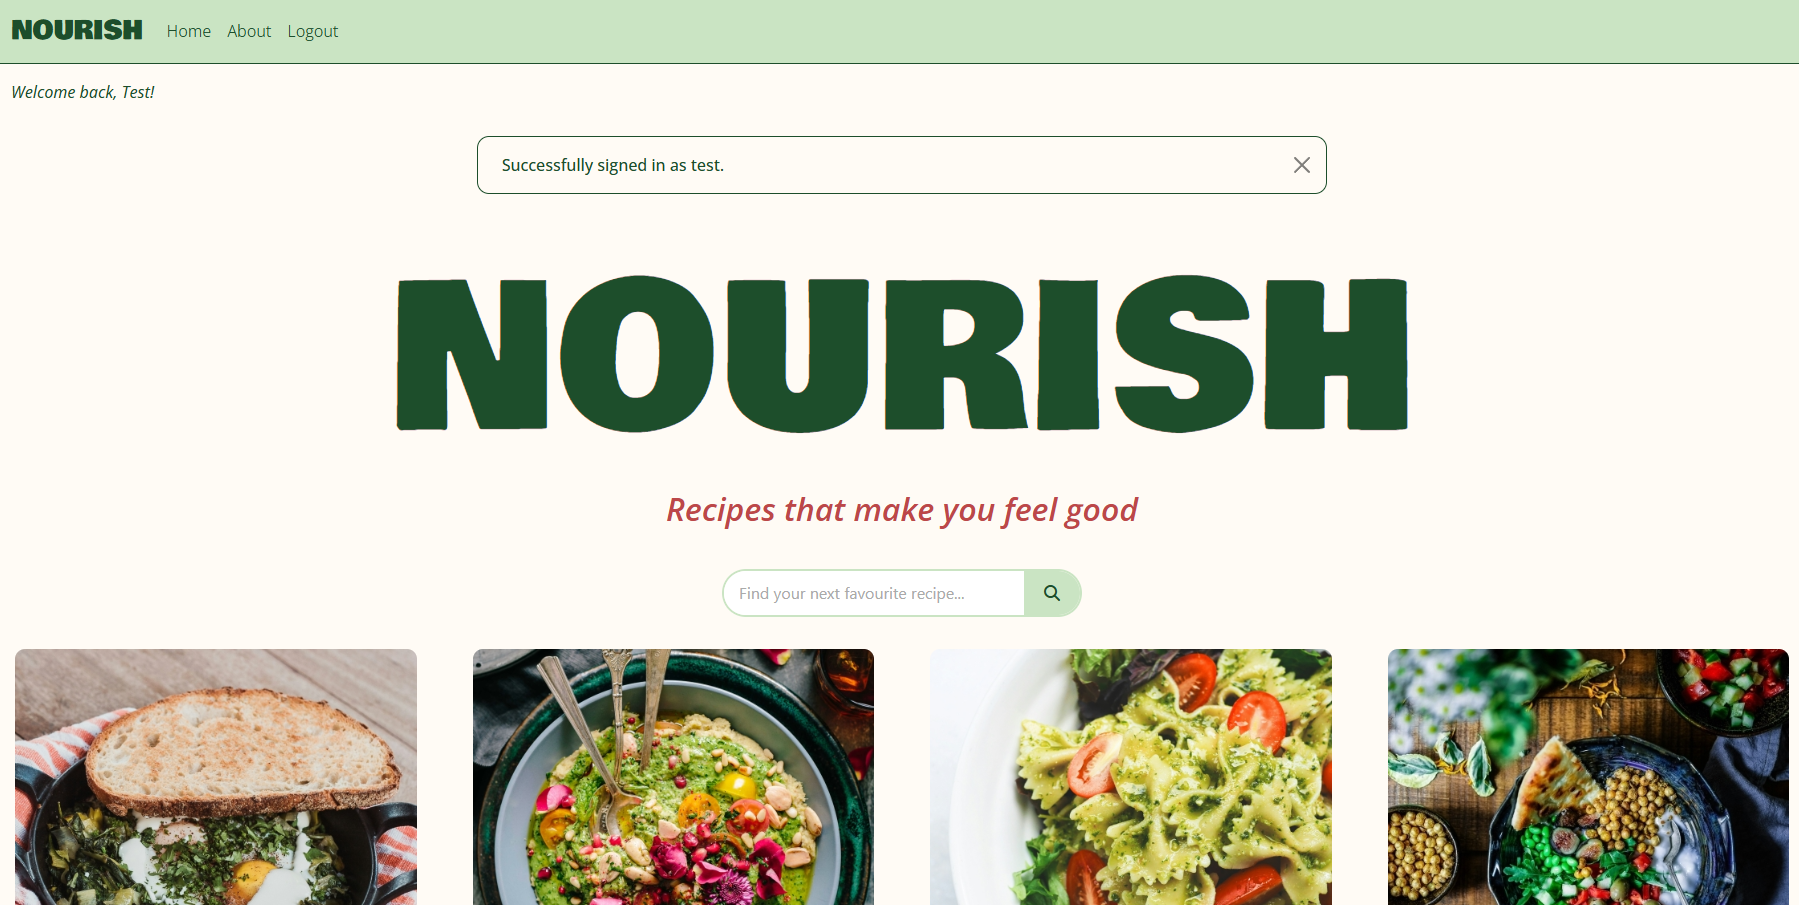 NOURISH Home About Logout
Welcome back, Test!
Successfully signed in as test.
NOURISH
Recipes that make you feel good
Find your next favourite recipe...